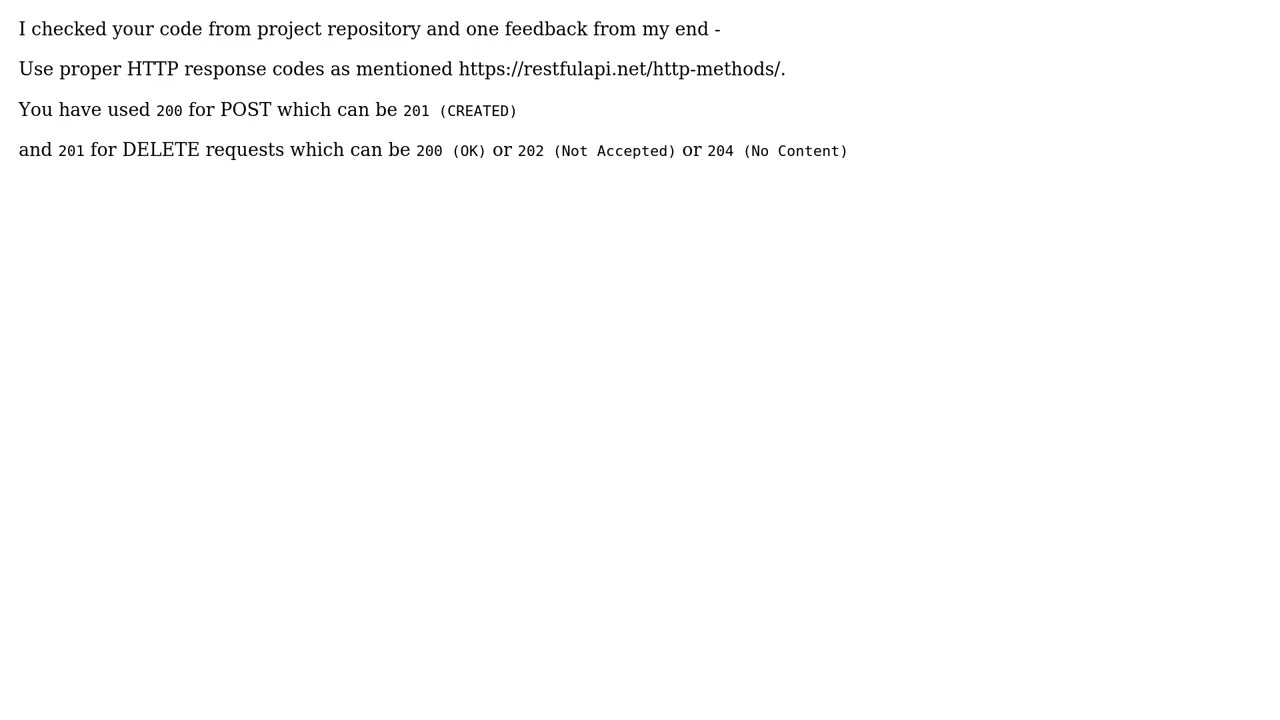 I checked your code from project repository and one feedback from my end -
Use proper HTTP response codes as mentioned https://restfulapi.net/http-methods/.
You have used 200 for POST which can be 201 (CREATED)
and 201 for DELETE requests which can be 200 (OK) or 202 (Not Accepted) or 204 (No Content)